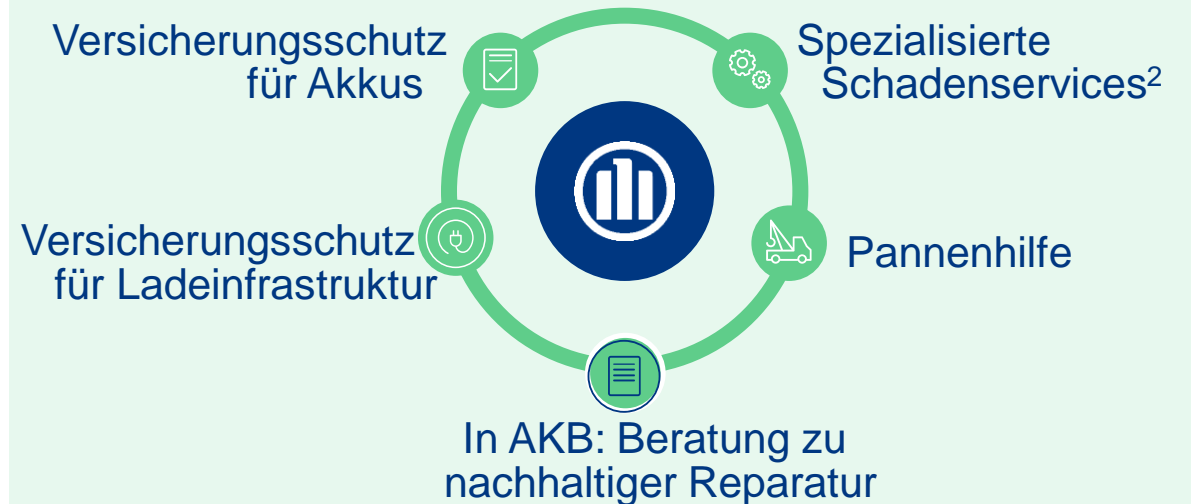 Versicherungsschutz
für Akkus
Spezialisierte
Schadenservices²
Versicherungsschutz
für Ladeinfrastruktur
Pannenhilfe
In AKB: Beratung zu
nachhaltiger Reparatur